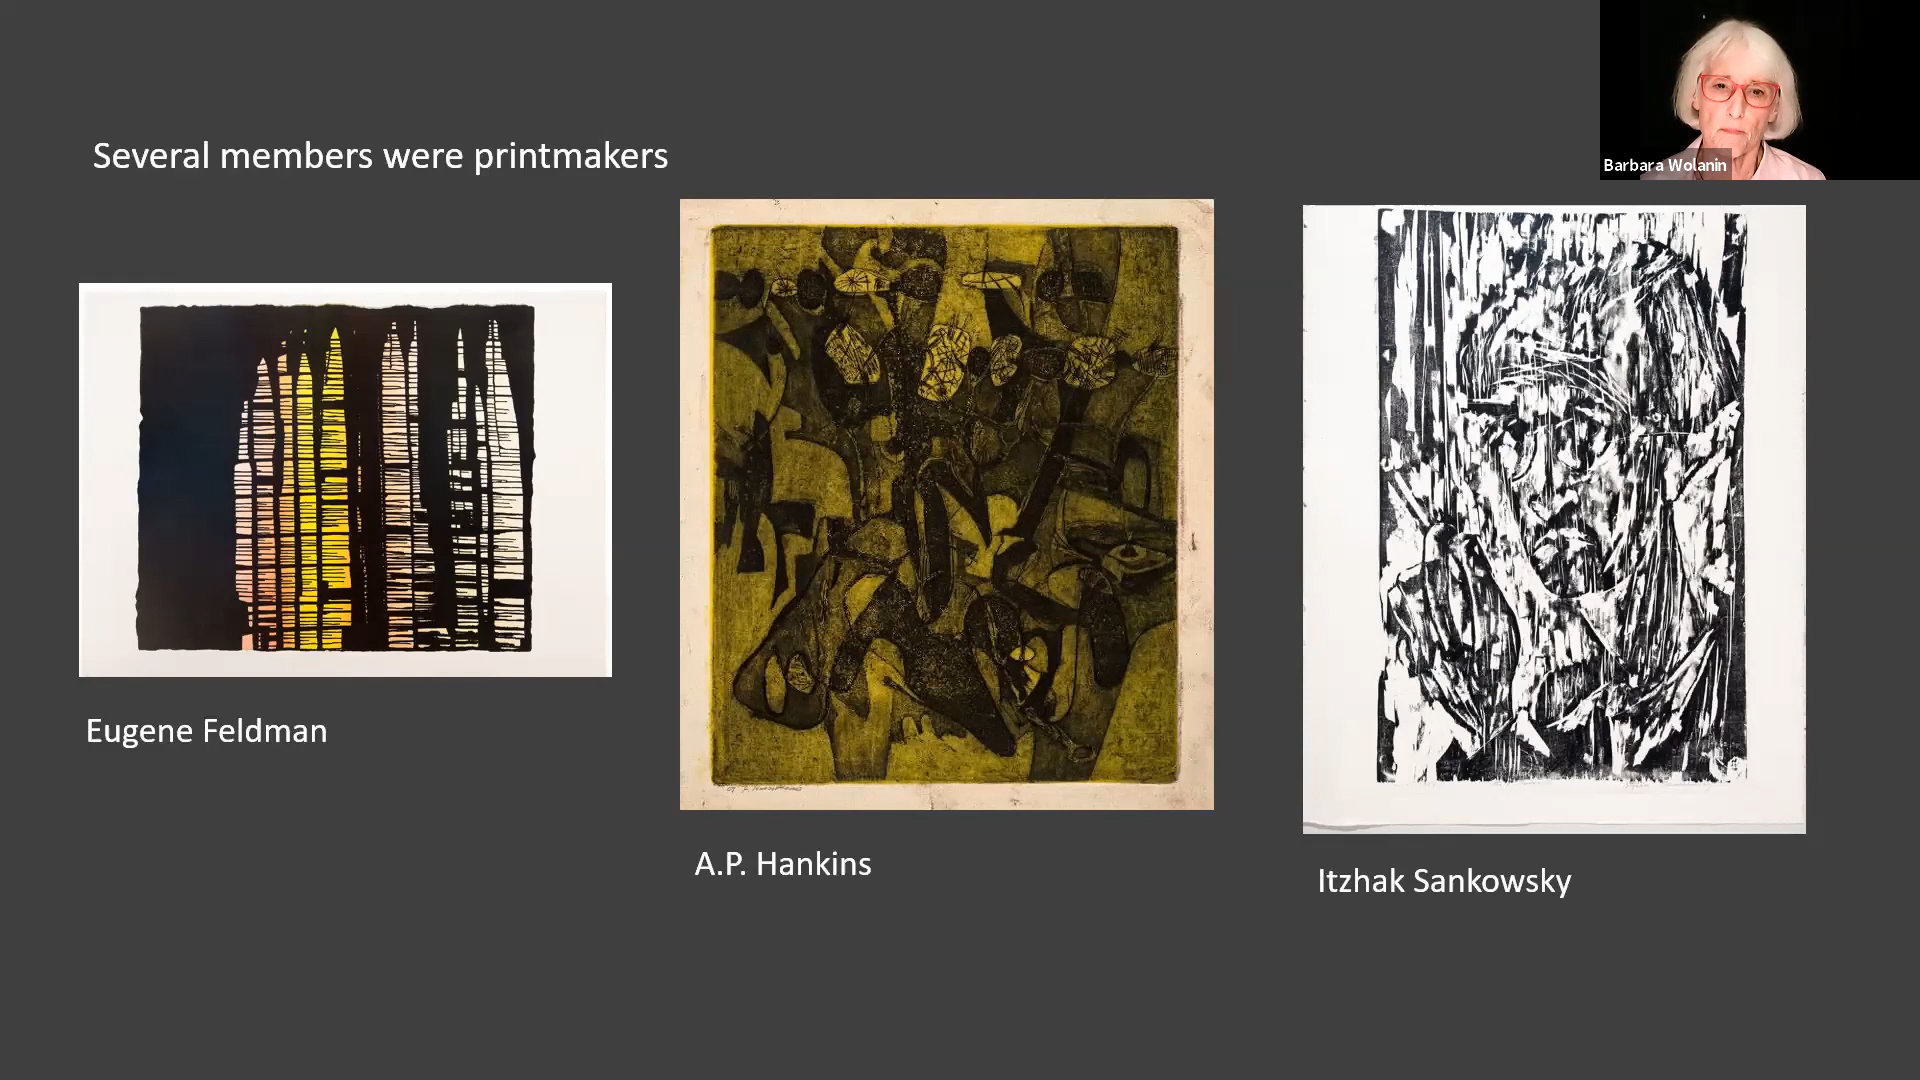 Barbara Wolanin
Several members were printmakers
Eugene Feldman
A.P. Hankins
Itzhak Sankowsky